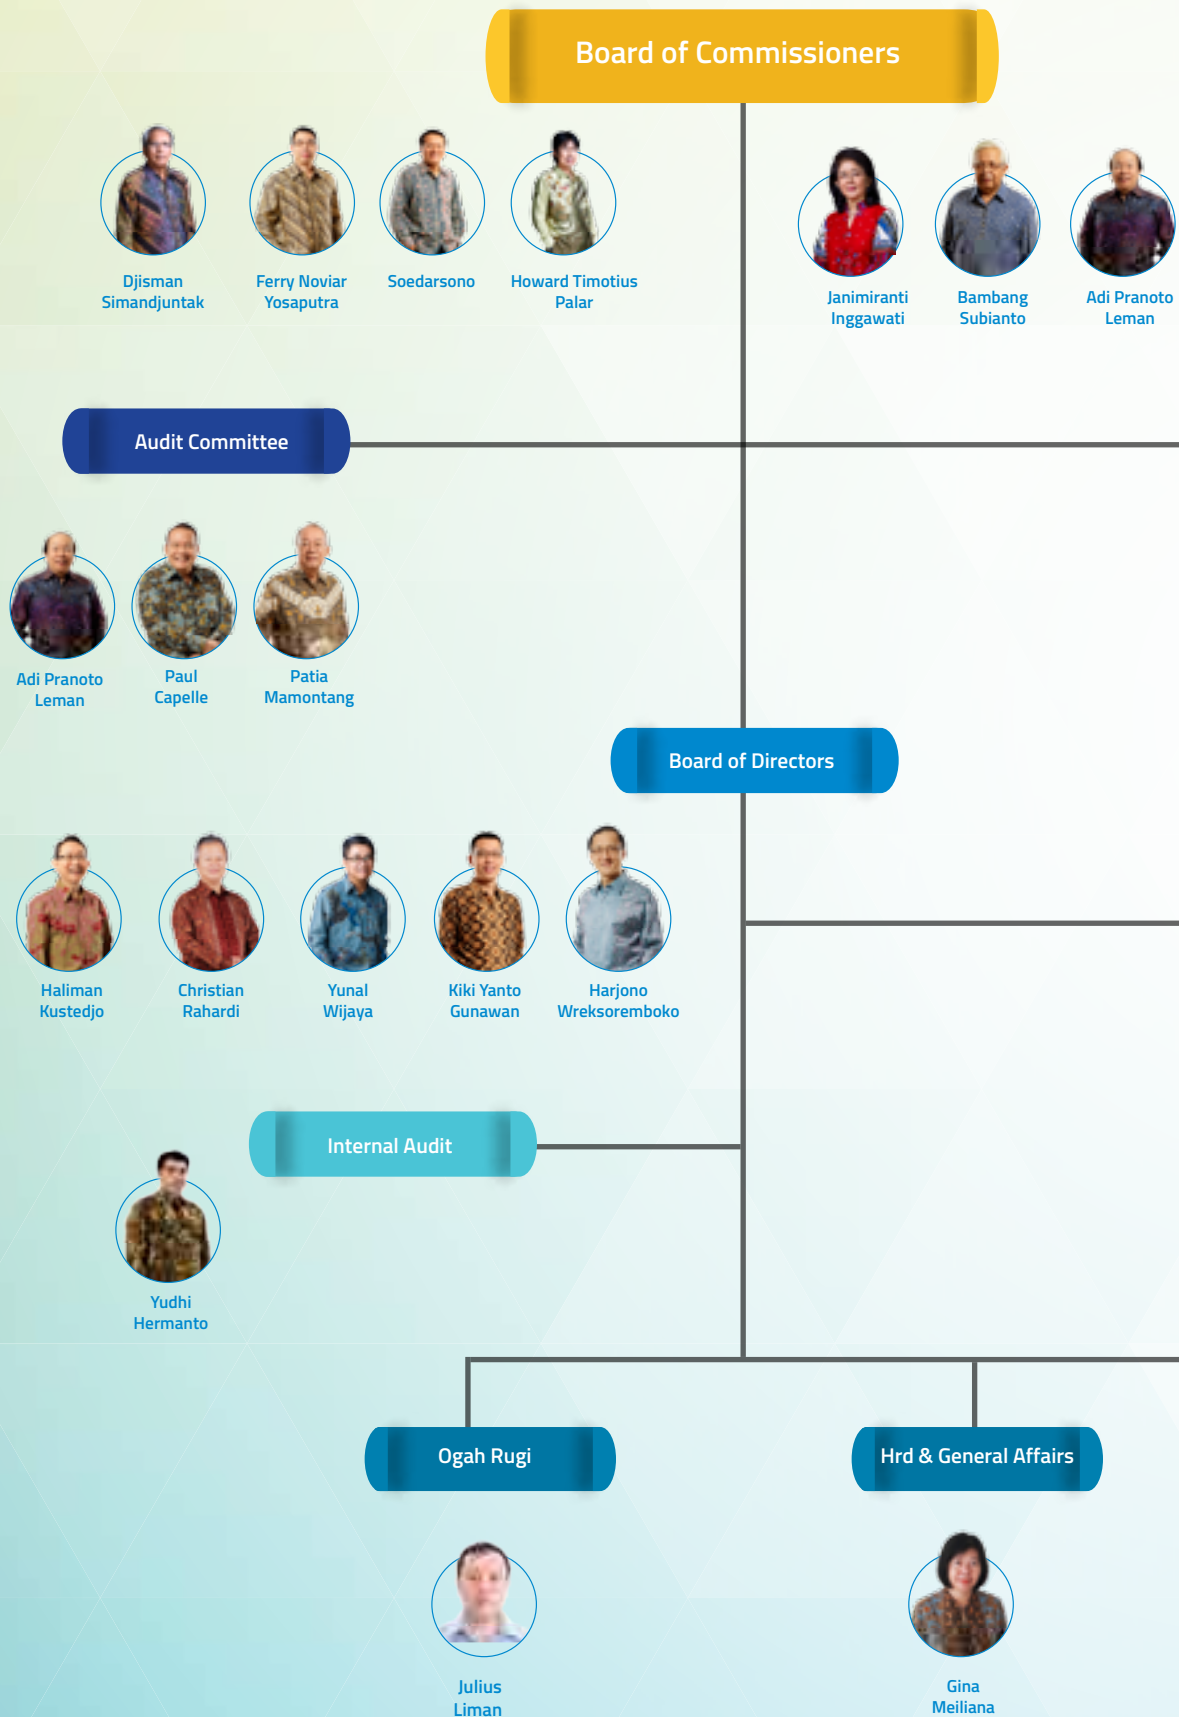 Board of Commissioners
Djisman
Simandjuntak
Ferry Noviar
Yosaputra
Soedarsono
Howard Timotius
Palar
Janimiranti
Inggawati
Bambang
Subianto
Adi Pranoto
Leman
Audit Committee
Adi Pranoto
Leman
Paul
Capelle
Patia
Mamontang
Board of Directors
Haliman
Kustedjo
Christian
Rahardi
Yunal
Wijaya
Kiki Yanto
Gunawan
Harjono
Wreksoremboko
Internal Audit
Yudhi
Hermanto
Ogah Rugi
Hrd & General Affairs
Julius
Liman
Gina
Meiliana